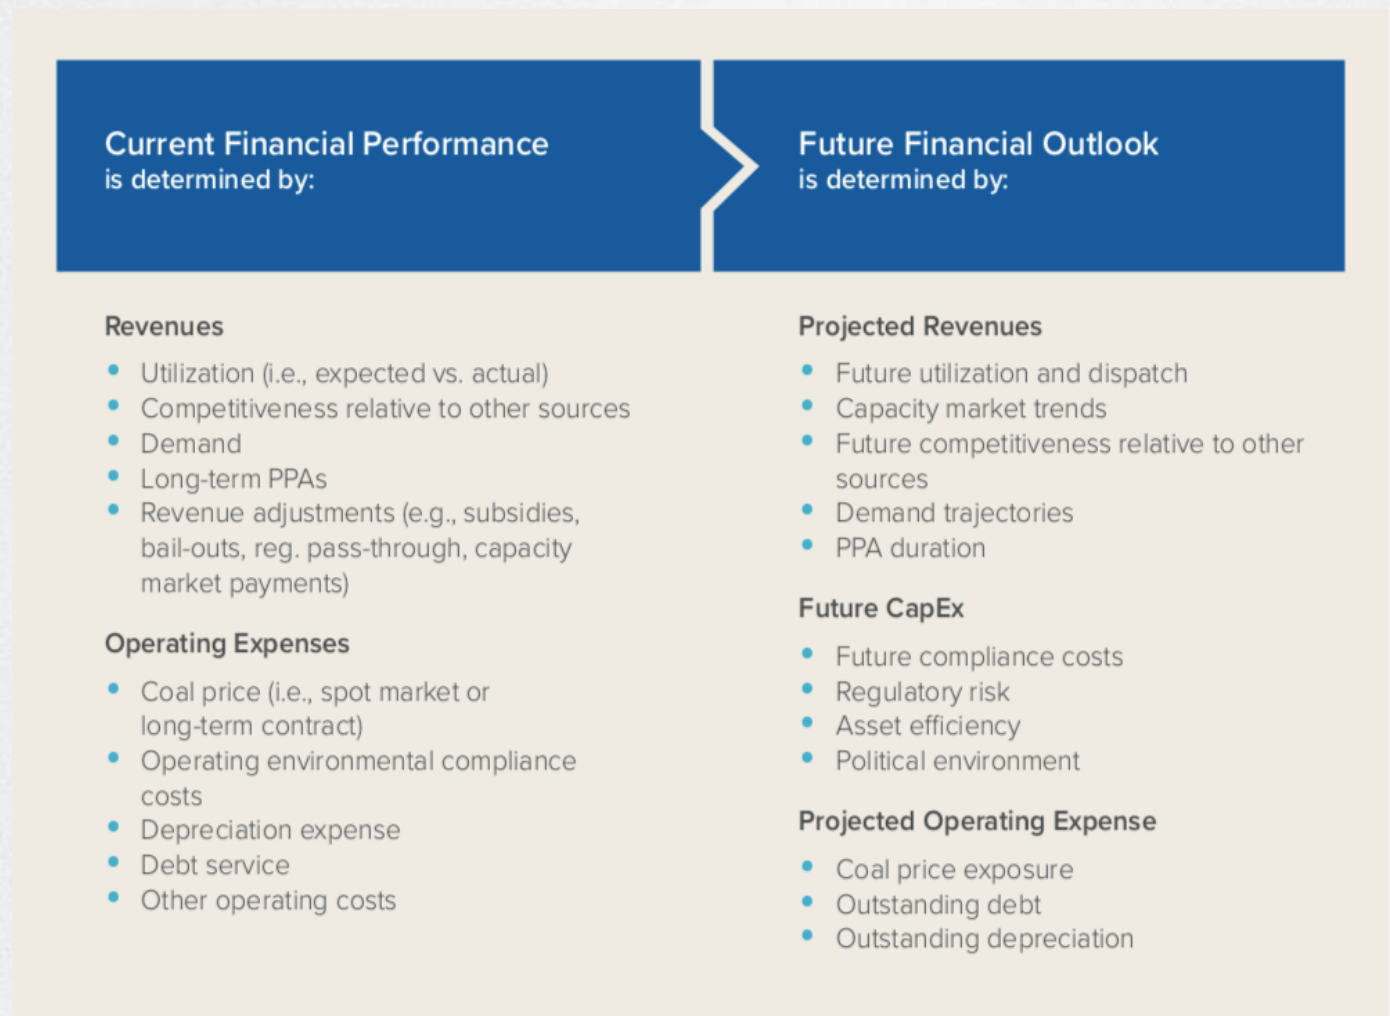 Current Financial Performance
is determined by:
Revenues
• Utilization (i.e., expected vs. actual)
• Competitiveness relative to other sources
• Demand
• Long-term PPAs
• Revenue adjustments (e.g., subsidies,
bail-outs, reg. pass-through, capacity
market payments)
Operating Expenses
• Coal price (i.e., spot market or
long-term contract)
• Operating environmental compliance
costs
• Depreciation expense
• Debt service
• Other operating costs
Future Financial Outlook
is determined by:
Projected Revenues
• Future utilization and dispatch
• Capacity market trends
• Future competitiveness relative to other
sources
• Demand trajectories
• PPA duration
Future CapEx
• Future compliance costs
• Regulatory risk
• Asset efficiency
• Political environment
Projected Operating Expense
• Coal price exposure
• Outstanding debt
• Outstanding depreciation